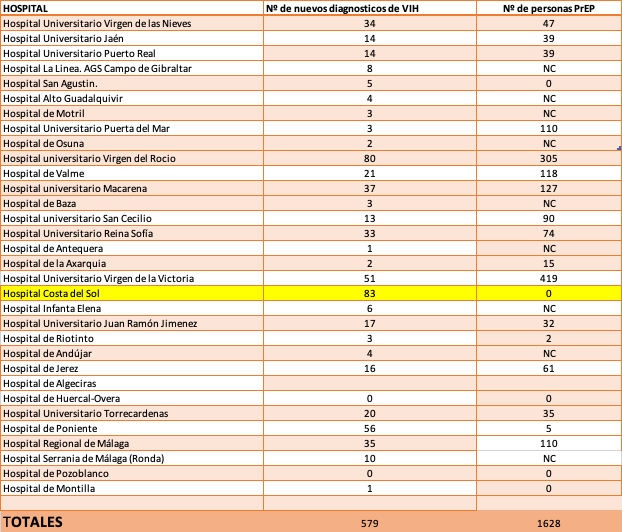 HOSPITAL Nº de nuevos diagnosticos de VIH Nº de personas PrEP
Hospital Universitario Virgen de las Nieves 34 47
Hospital Universitario Jaén 14 39
Hospital Universitario Puerto Real 14 39
Hospital La Linea. AGS Campo de Gibraltar 8 NC
Hospital San Agustin. 5 0
Hospital Alto Guadalquivir 4 NC
Hospital de Motril 3 NC
Hospital Universitario Puerta del Mar 3 110
Hospital de Osuna 2 NC
Hospital universitario Virgen del Rocio 80 305
Hospital de Valme 21 118
Hospital universitario Macarena 37 127
Hospital de Baza 3 NC
Hospital universitario San Cecilio 13 90
Hospital Universitario Reina Sofía 33 74
Hospital de Antequera 1 NC
Hospital de la Axarquia 2 15
Hospital Universitario Virgen de la Victoria 51 419
Hospital Costa del Sol 83 0
Hospital Infanta Elena 6 NC
Hospital Universitario Juan Ramón Jimenez 17 32
Hospital de Riotinto 3 2
Hospital de Andújar 4 NC
Hospital de Jerez 16 61
Hospital de Algeciras
Hospital de Huercal-Overa 0 0
Hospital Universitario Torrecardenas 20 35
Hospital de Poniente 56 5
Hospital Regional de Málaga 35 110
Hospital Serrania de Málaga (Ronda) 10 NC
Hospital de Pozoblanco 0 0
Hospital de Montilla 1 0
TOTALES 579 1628